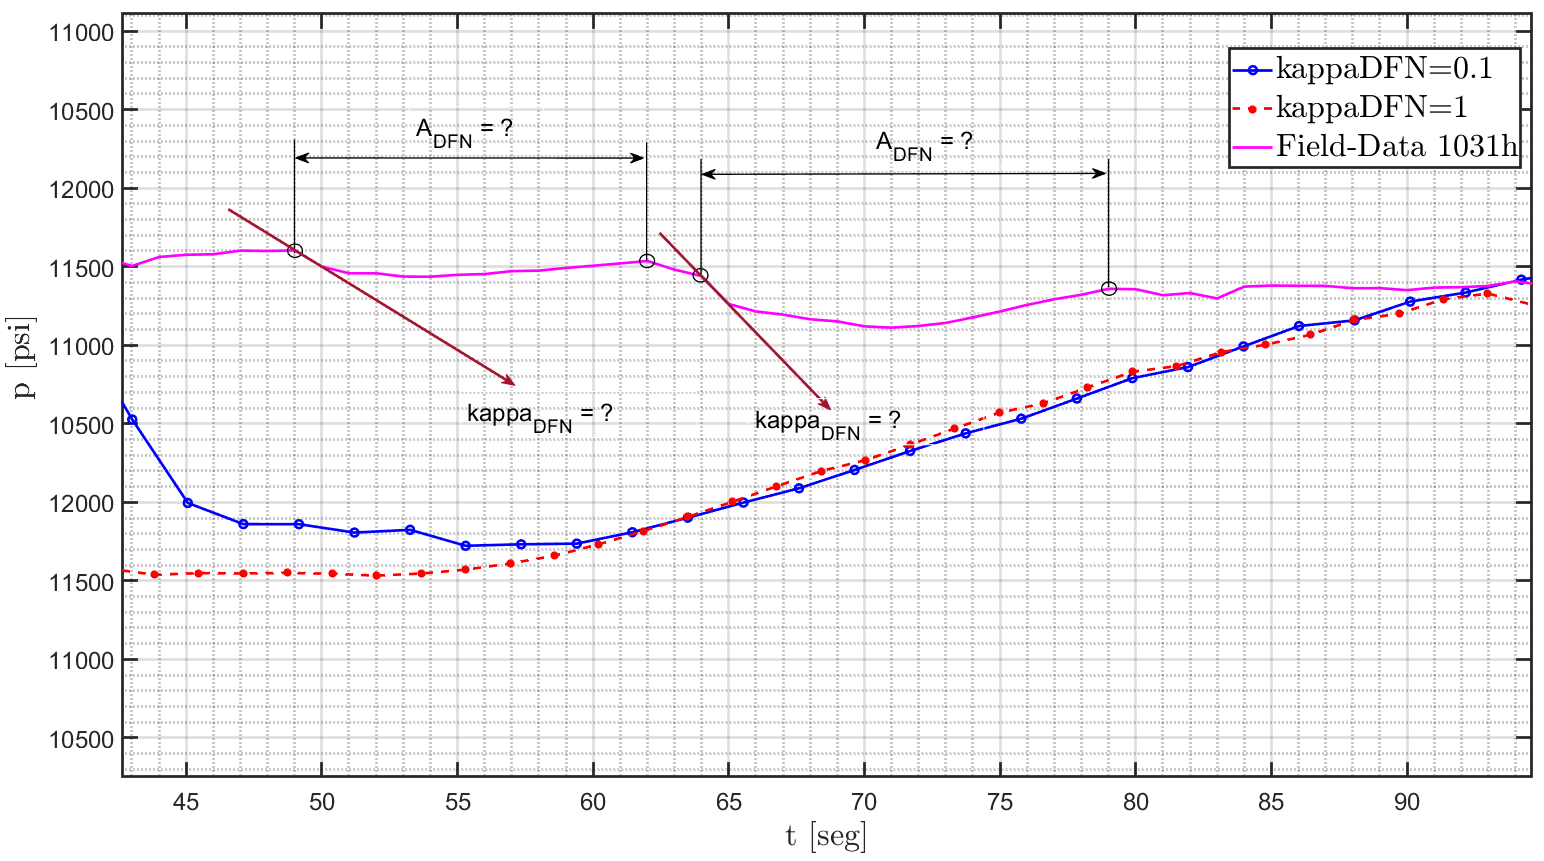 11000
10500
12000
11500
11000
10500
12000
11500
11000
10500
p [psi]
kappaDFN=0.1
kappaDFN=1
Field-Data 1031h
A_DFN = ?
A_DFN = ?
kappa_DFN = ?
kappa_DFN = ?
45 50 55 60 65 70 75 80 85 90
t [seg]